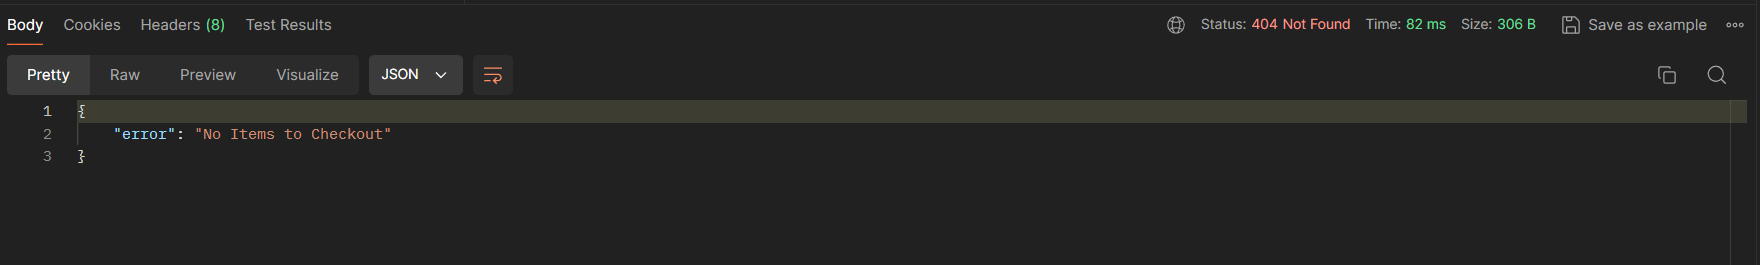 Body Cookies Headers (8) Test Results Status: 404 Not Found Time: 82 ms Size: 306 B Save as example
Pretty Raw Preview Visualize JSON
1 {
2 "error": "No Items to Checkout"
3 }